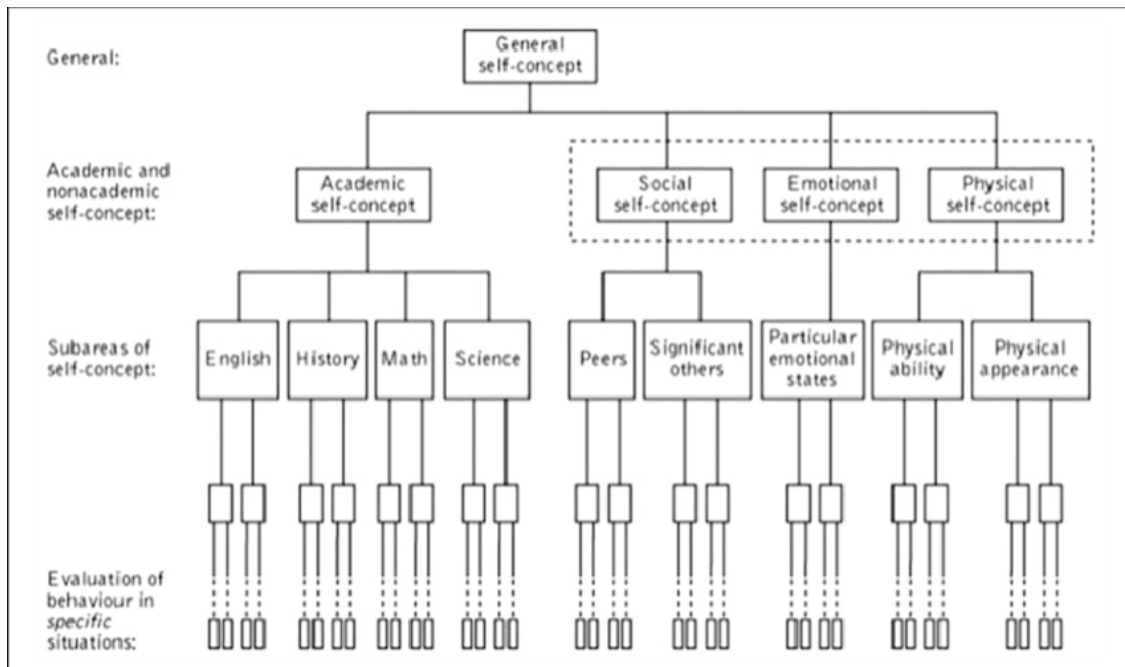 General:
General
self-concept
Academic and
nonacademic
self-concept:
Academic
self-concept
Social
self-concept
Emotional
self-concept
Physical
self-concept
Subareas of
self-concept:
English
History
Math
Science
Peers
Significant
others
Particular
emotional
states
Physical
ability
Physical
appearance
Evaluation of
behaviour in
specific
situations: